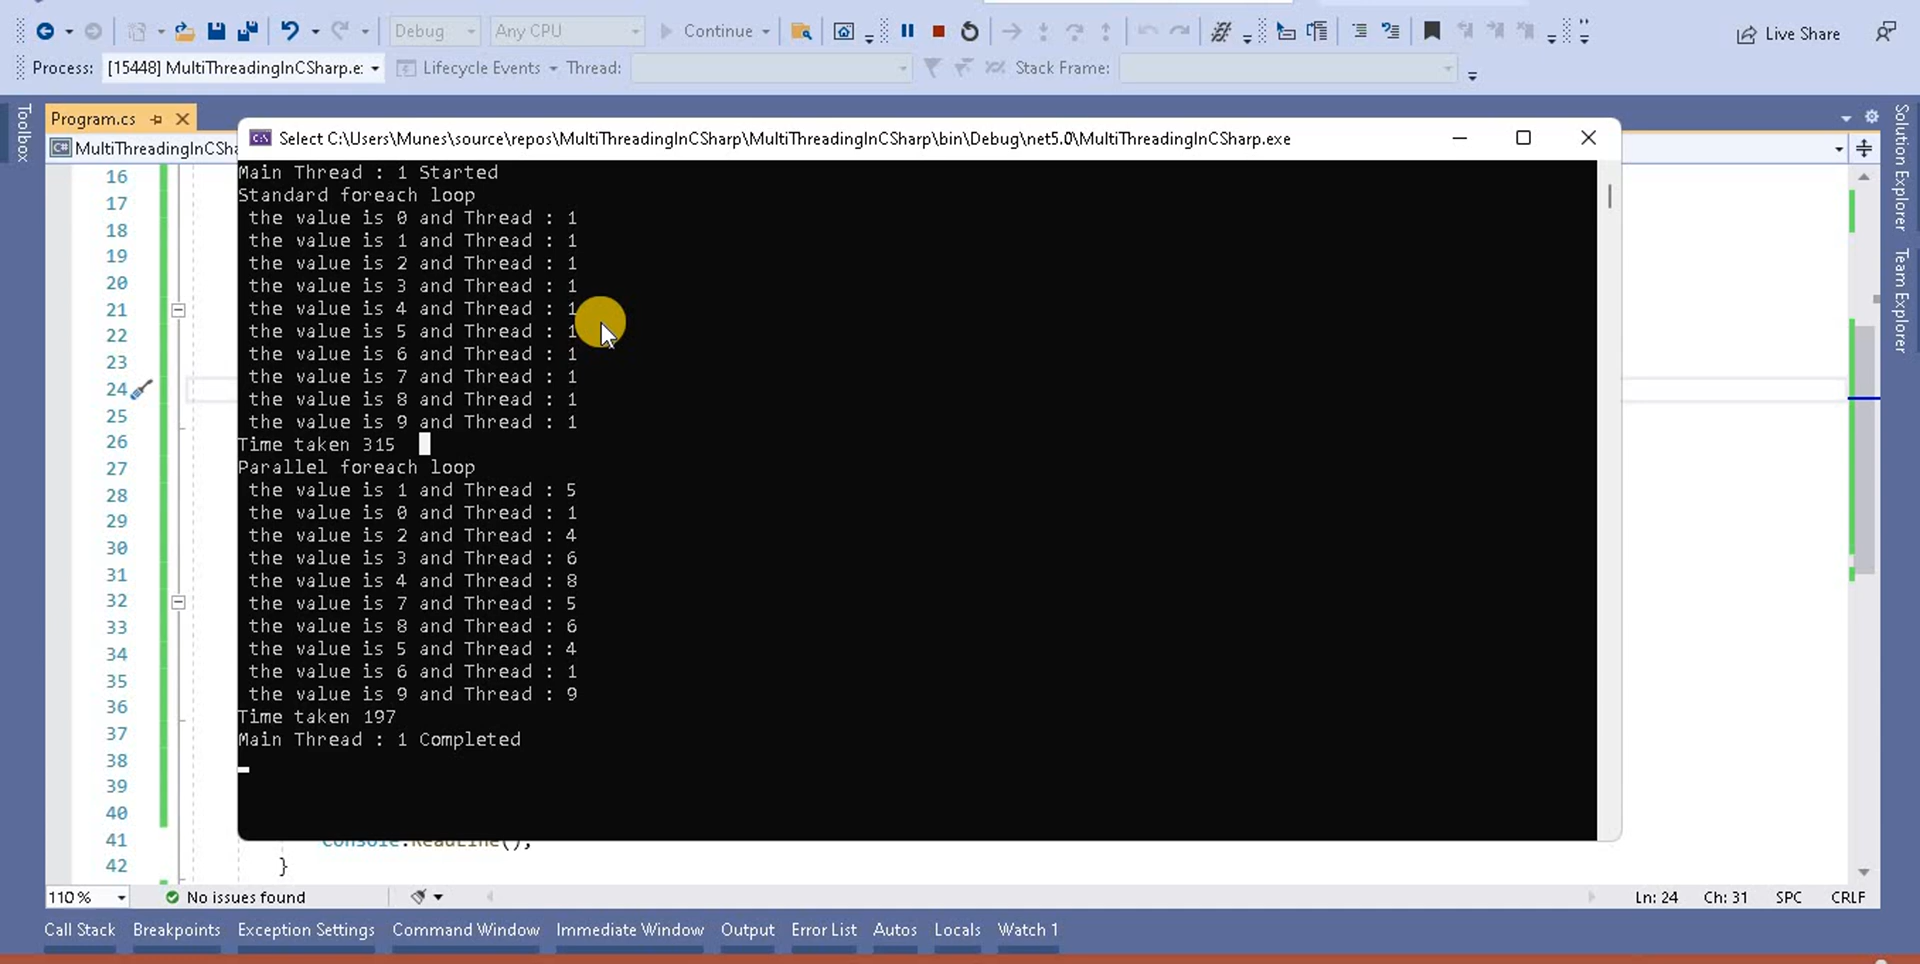 Debug
Any CPU
Continue
Live Share
Process:
[15448] MultiThreadingInCSharp.e:
Lifecycle Events
Thread:
Stack Frame:
Toolbox
Program.cs
MultiThreadingInCSha
Select C:\Users\Munes\source\repos\MultiThreadingInCSharp\MultiThreadingInCSharp\bin\Debug\net5.0\MultiThreadingInCSharp.exe
Main Thread : 1 Started
Standard foreach loop
the value is 0 and Thread : 1
the value is 1 and Thread : 1
the value is 2 and Thread : 1
the value is 3 and Thread : 1
the value is 4 and Thread : 1
the value is 5 and Thread : 1
the value is 6 and Thread : 1
the value is 7 and Thread : 1
the value is 8 and Thread : 1
the value is 9 and Thread : 1
Time taken 315
Parallel foreach loop
the value is 1 and Thread : 5
the value is 0 and Thread : 1
the value is 2 and Thread : 4
the value is 3 and Thread : 6
the value is 4 and Thread : 8
the value is 7 and Thread : 5
the value is 8 and Thread : 6
the value is 5 and Thread : 4
the value is 6 and Thread : 1
the value is 9 and Thread : 9
Time taken 197
Main Thread : 1 Completed
16
17
18
19
20
21
22
23
24
25
26
27
28
29
30
31
32
33
34
35
36
37
38
39
40
41 Console.ReadLine();
42 }
Solution Explorer
Team Explorer
110 %
No issues found
Ln: 24
Ch: 31
SPC
CRLF
Call Stack
Breakpoints
Exception Settings
Command Window
Immediate Window
Output
Error List
Autos
Locals
Watch 1